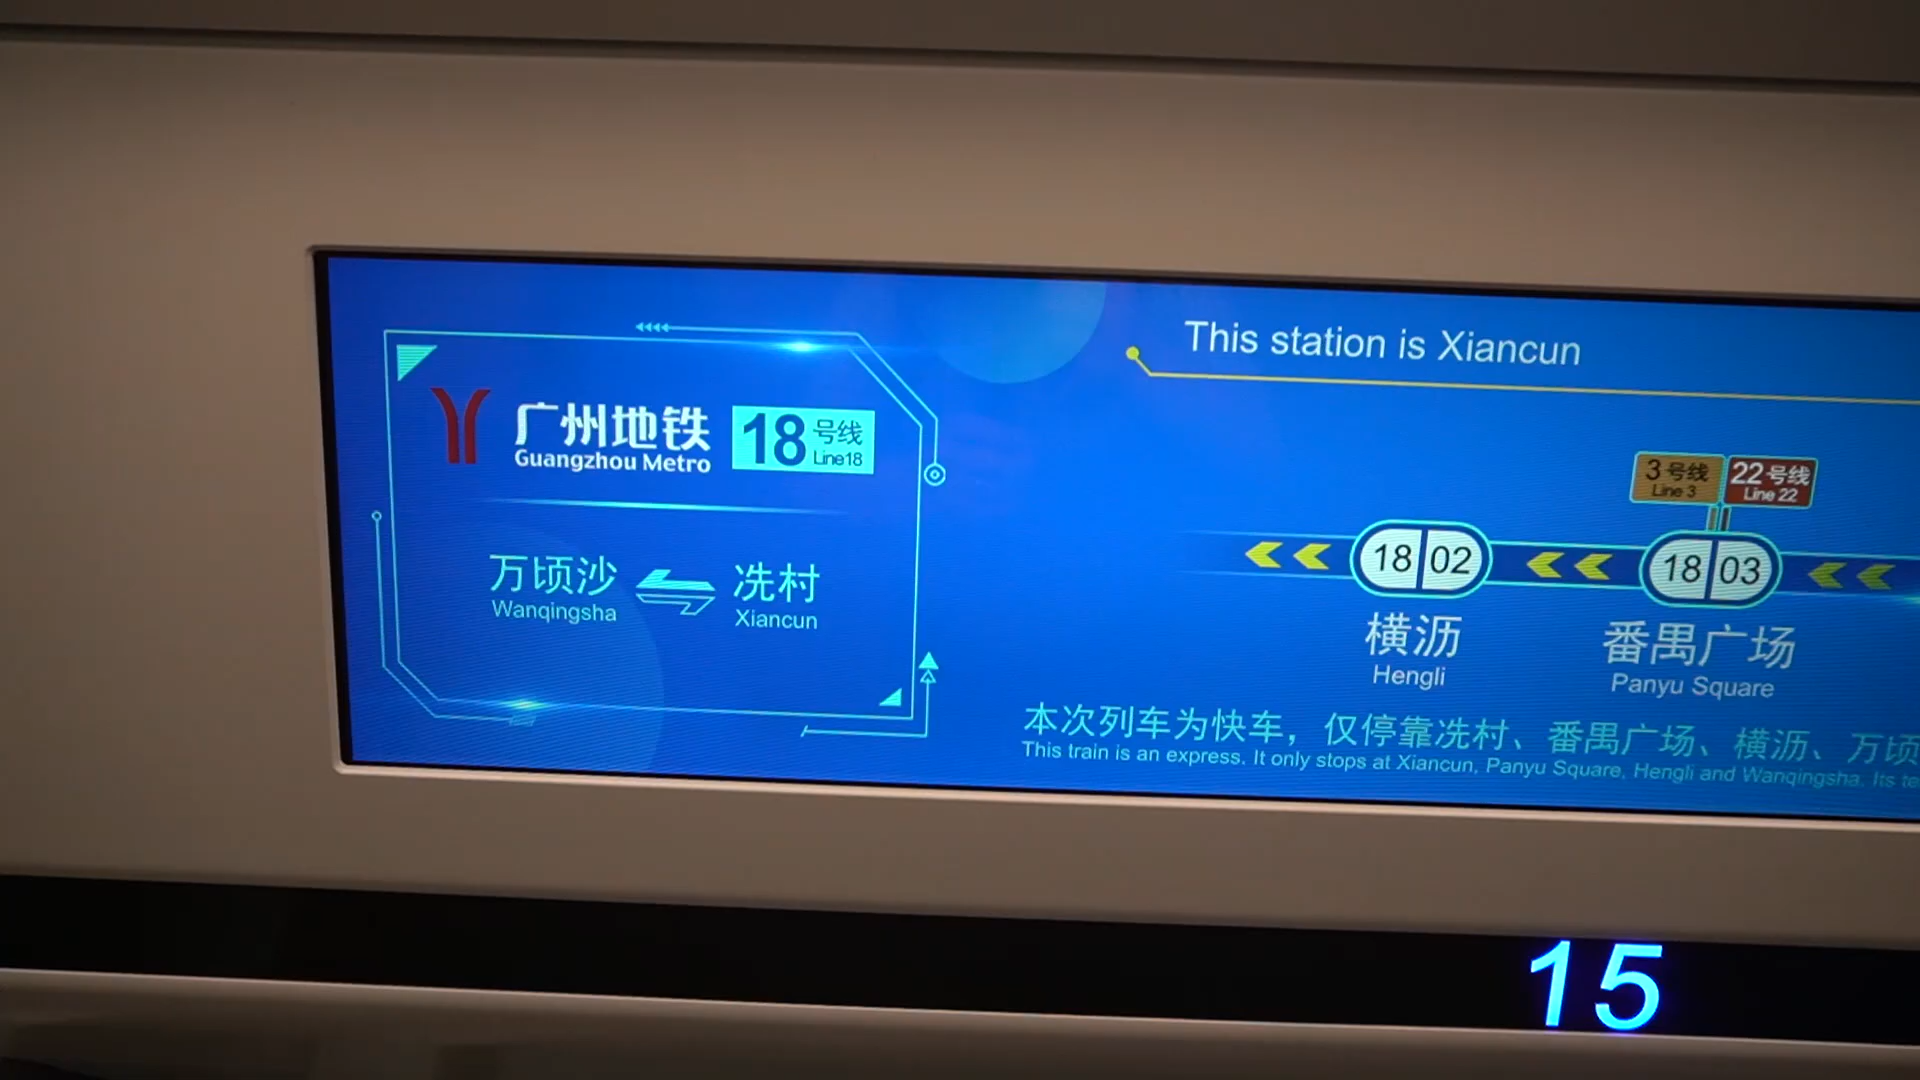 广州地铁
Guangzhou Metro
18号线
Line18
万顷沙
Wanqingsha
冼村
Xiancun
This station is Xiancun
3号线
Line 3
22号线
Line 22
18 02
横沥
Hengli
18 03
番禺广场
Panyu Square
本次列车为快车，仅停靠冼村、番禺广场、横沥、万顷
This train is an express. It only stops at Xiancun, Panyu Square, Hengli and Wanqingsha. Its
15